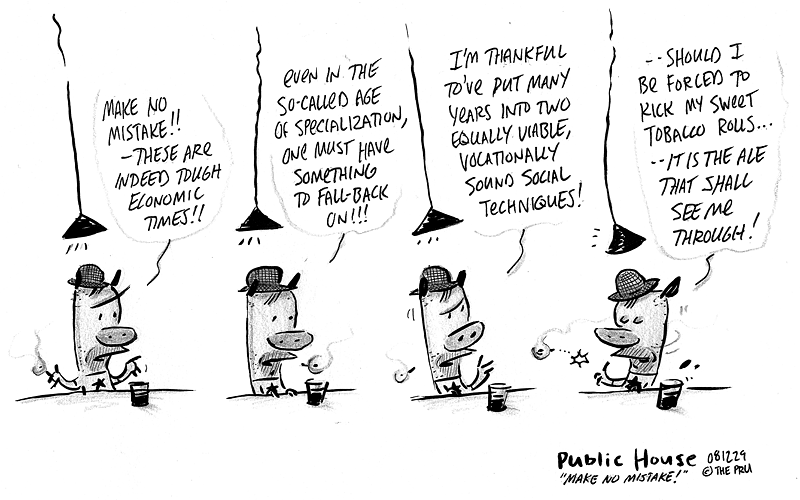 MAKE NO
MISTAKE!!
-THESE ARE
INDEED TOUGH
ECONOMIC
TIMES!!
EVEN IN THE
SO-CALLED AGE
OF SPECIALIZATION,
ONE MUST HAVE
SOMETHING
TO FALL-BACK
ON!!!
I'M THANKFUL
TO'VE PUT MANY
YEARS INTO TWO
EQUALLY VIABLE,
VOCATIONALLY
SOUND SOCIAL
TECHNIQUES!
--SHOULD I
BE FORCED TO
KICK MY SWEET
TOBACCO ROLLS...
--IT IS THE ALE
THAT SHALL
SEE ME
THROUGH!
Public House 081229
"MAKE NO MISTAKE!" © THE PRU